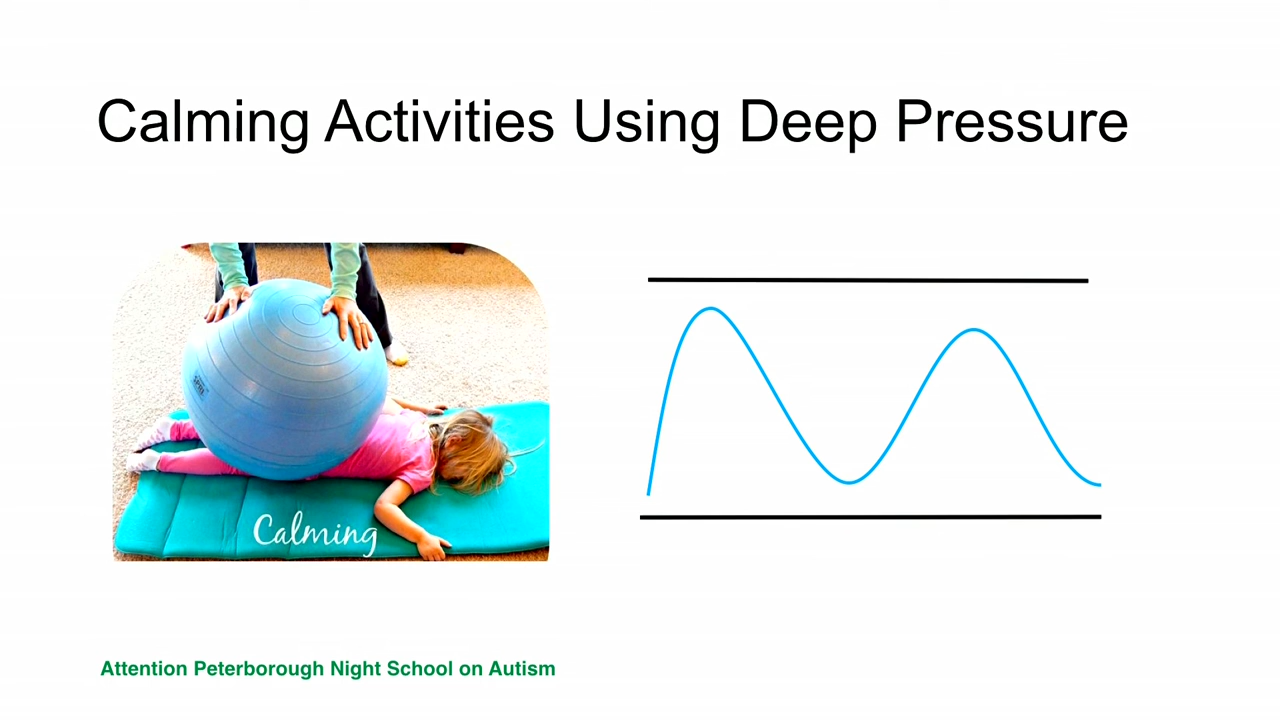 Calming Activities Using Deep Pressure
Calming
Attention Peterborough Night School on Autism